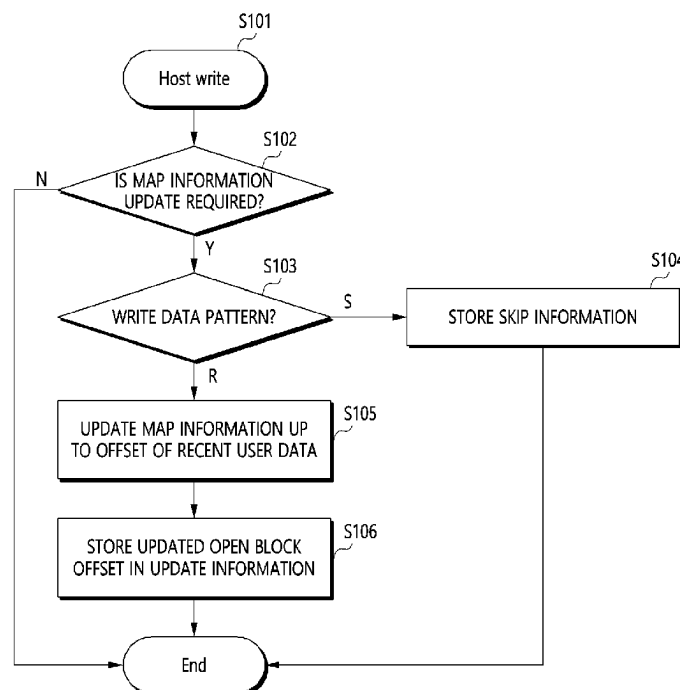 S101
Host write
S102
N
IS MAP INFORMATION
UPDATE REQUIRED?
Y
S103
S104
WRITE DATA PATTERN?
S
STORE SKIP INFORMATION
R
S105
UPDATE MAP INFORMATION UP
TO OFFSET OF RECENT USER DATA
S106
STORE UPDATED OPEN BLOCK
OFFSET IN UPDATE INFORMATION
End